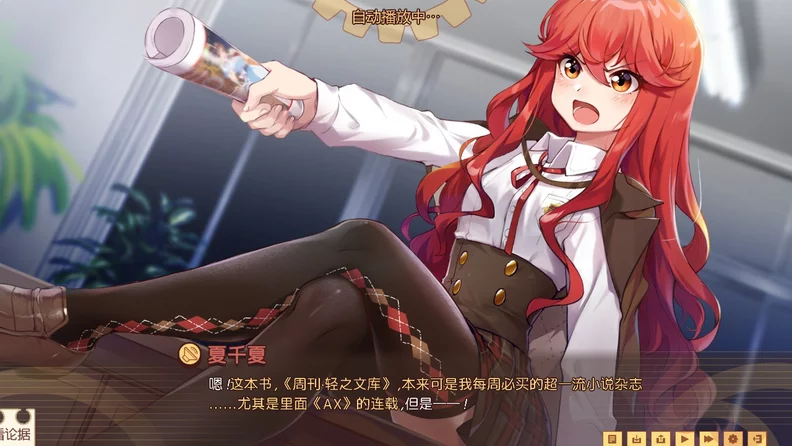 自动播放中…
夏千夏
嗯!这本书,《周刊·轻之文库》,本来可是我每周必买的超一流小说杂志
……尤其是里面《AX》的连载,但是——!
看论据